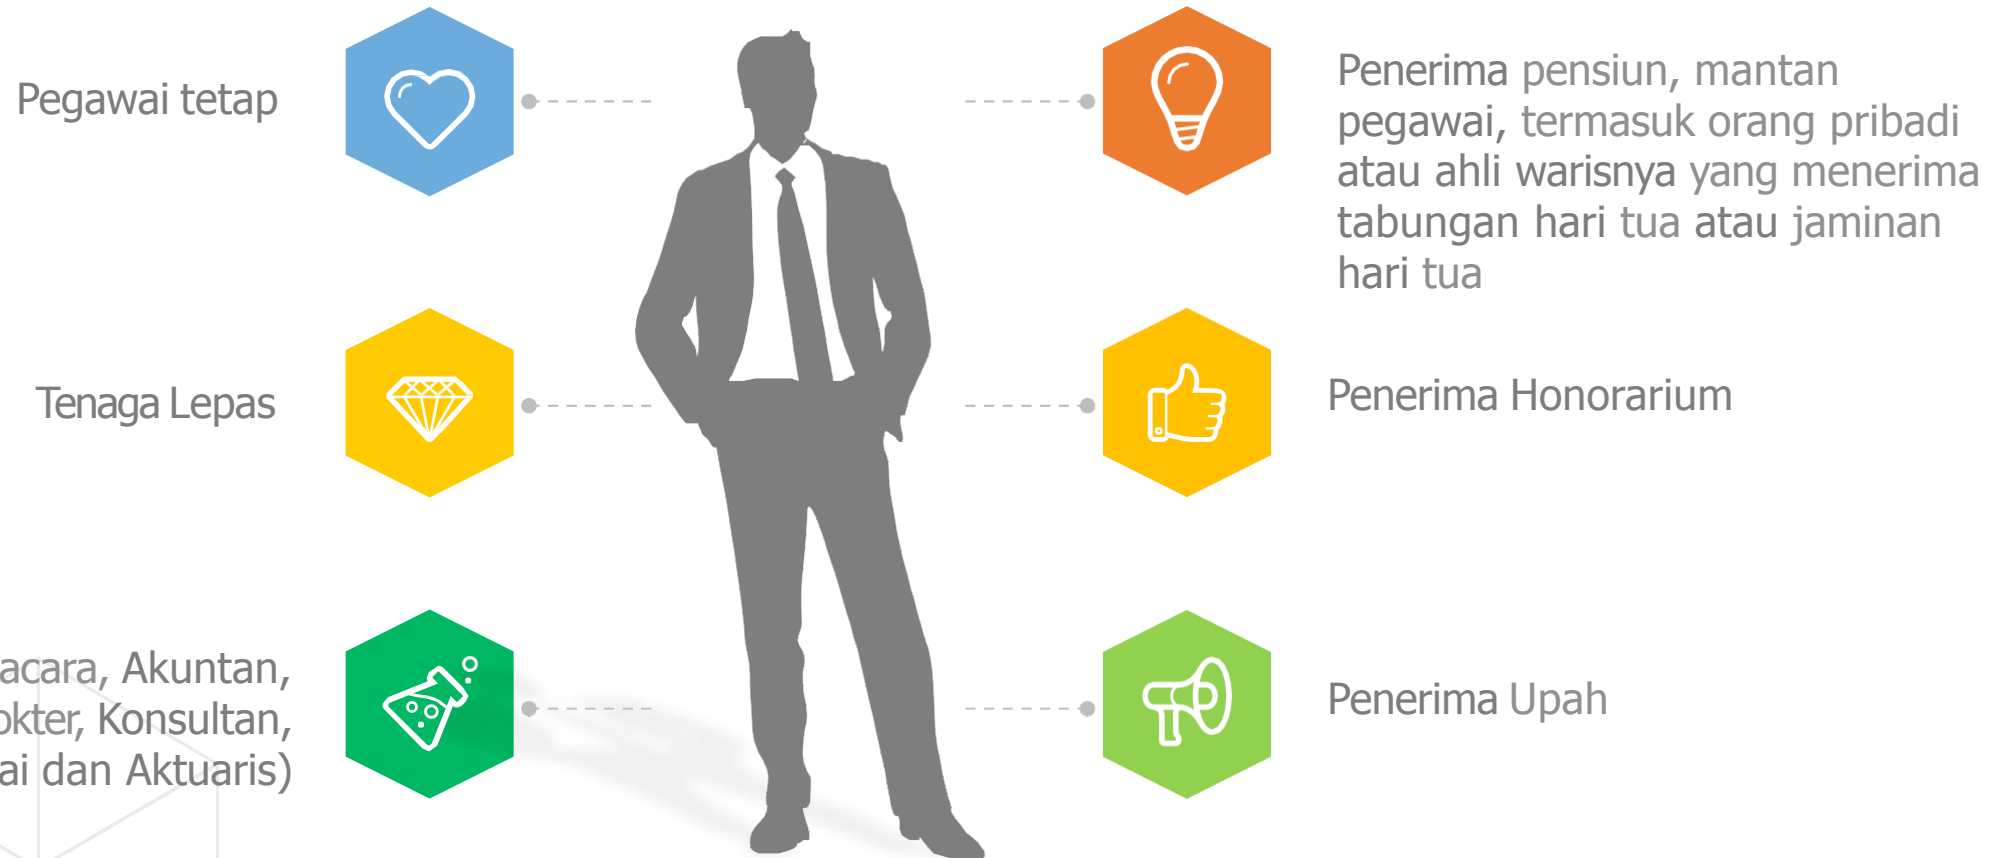 Pegawai tetap
Penerima pensiun, mantan
pegawai, termasuk orang pribadi
atau ahli warisnya yang menerima
tabungan hari tua atau jaminan
hari tua
Tenaga Lepas
Penerima Honorarium
acara, Akuntan,
Konsultan,
dan Aktuaris)
Penerima Upah